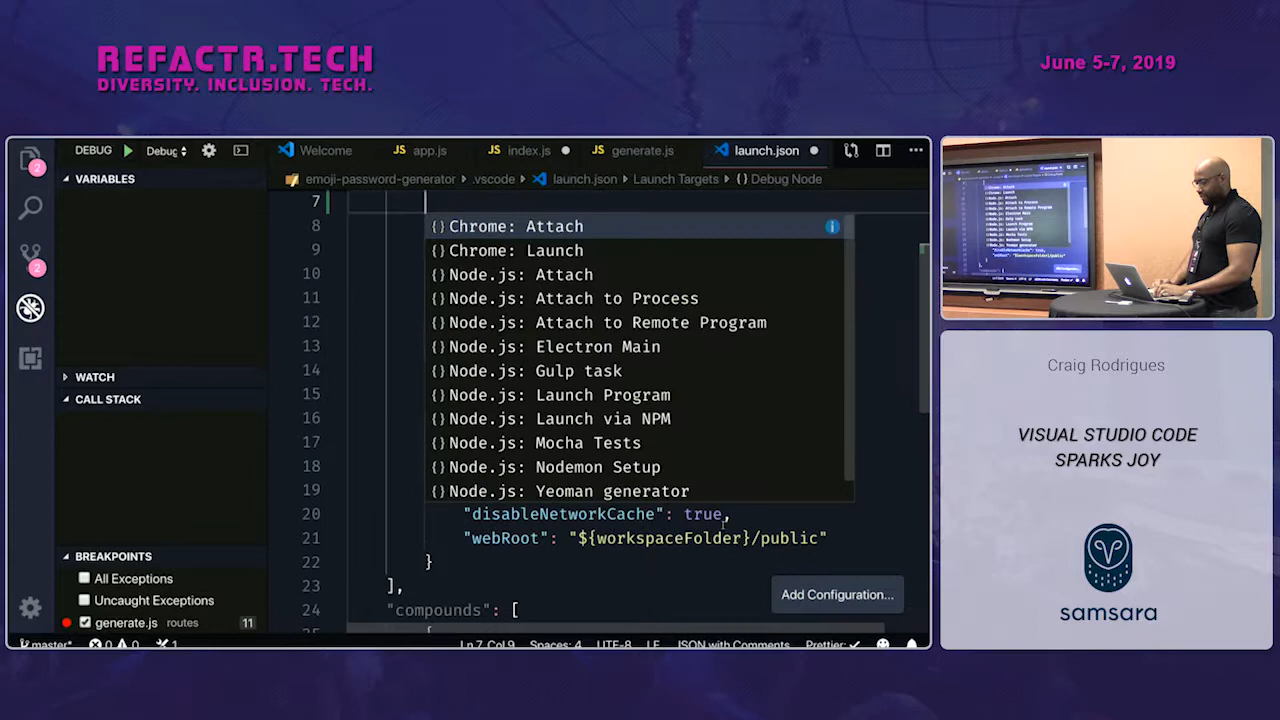 REFACTR.TECH
DIVERSITY. INCLUSION. TECH.
June 5-7, 2019
DEBUG
Debug
Welcome
JS app.js
JS index.js
JS generate.js
launch.json
2
VARIABLES
emoji-password-generator
.vscode
launch.json
Launch Targets
{} Debug Node
7
8 {} Chrome: Attach
9 {} Chrome: Launch
10 {} Node.js: Attach
11 {} Node.js: Attach to Process
12 {} Node.js: Attach to Remote Program
13 {} Node.js: Electron Main
14 {} Node.js: Gulp task
15 {} Node.js: Launch Program
16 {} Node.js: Launch via NPM
17 {} Node.js: Mocha Tests
18 {} Node.js: Nodemon Setup
19 {} Node.js: Yeoman generator
20 "disableNetworkCache": true,
21 "webRoot": "${workspaceFolder}/public"
22 }
23 ],
24 "compounds": [
2
WATCH
CALL STACK
BREAKPOINTS
All Exceptions
Uncaught Exceptions
generate.js routes 11
Add Configuration...
master*
0
0
1
Ln 7, Col 9
Spaces: 4
UTF-8
LF
JSON with Comments
Prettier: ✓
Craig Rodrigues
VISUAL STUDIO CODE
SPARKS JOY
samsara